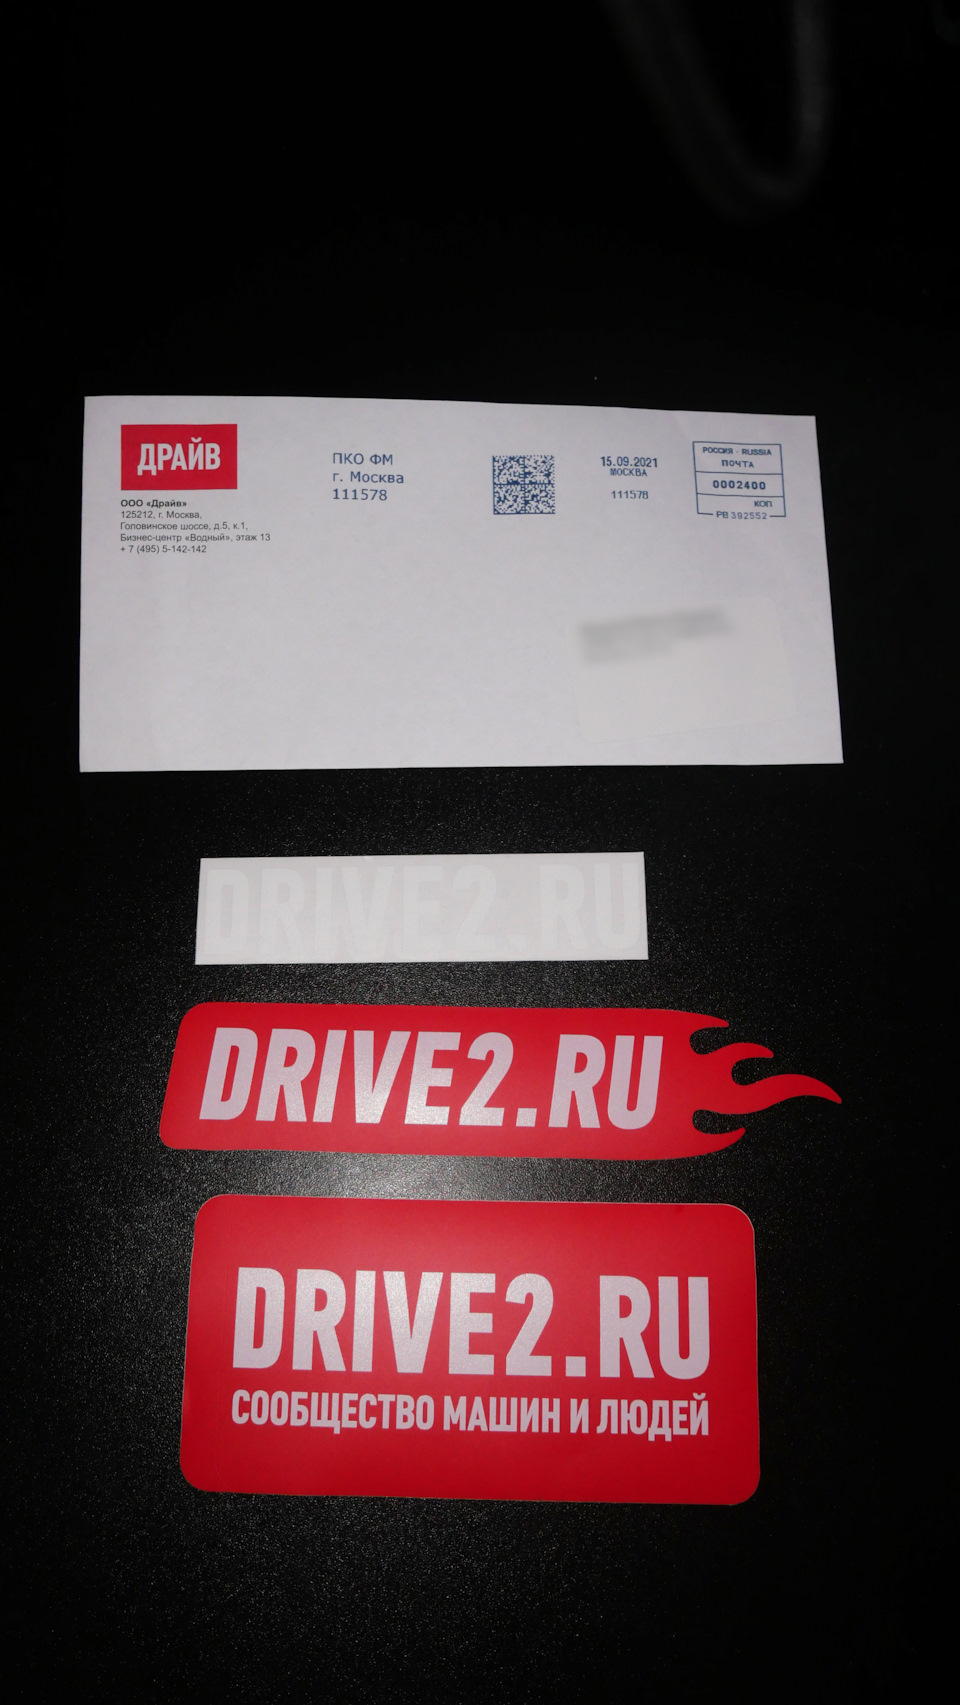 ДРАЙВ
ООО «Драйв»
125212, г. Москва,
Головинское шоссе, д.5, к.1,
Бизнес-центр «Водный», этаж 13
+ 7 (495) 5-142-142
ПКО ФМ
г. Москва
111578
15.09.2021
МОСКВА
111578
РОССИЯ - RUSSIA
ПОЧТА
0002400
КОП
РВ 392552
DRIVE2.RU
DRIVE2.RU
DRIVE2.RU
СООБЩЕСТВО МАШИН И ЛЮДЕЙ